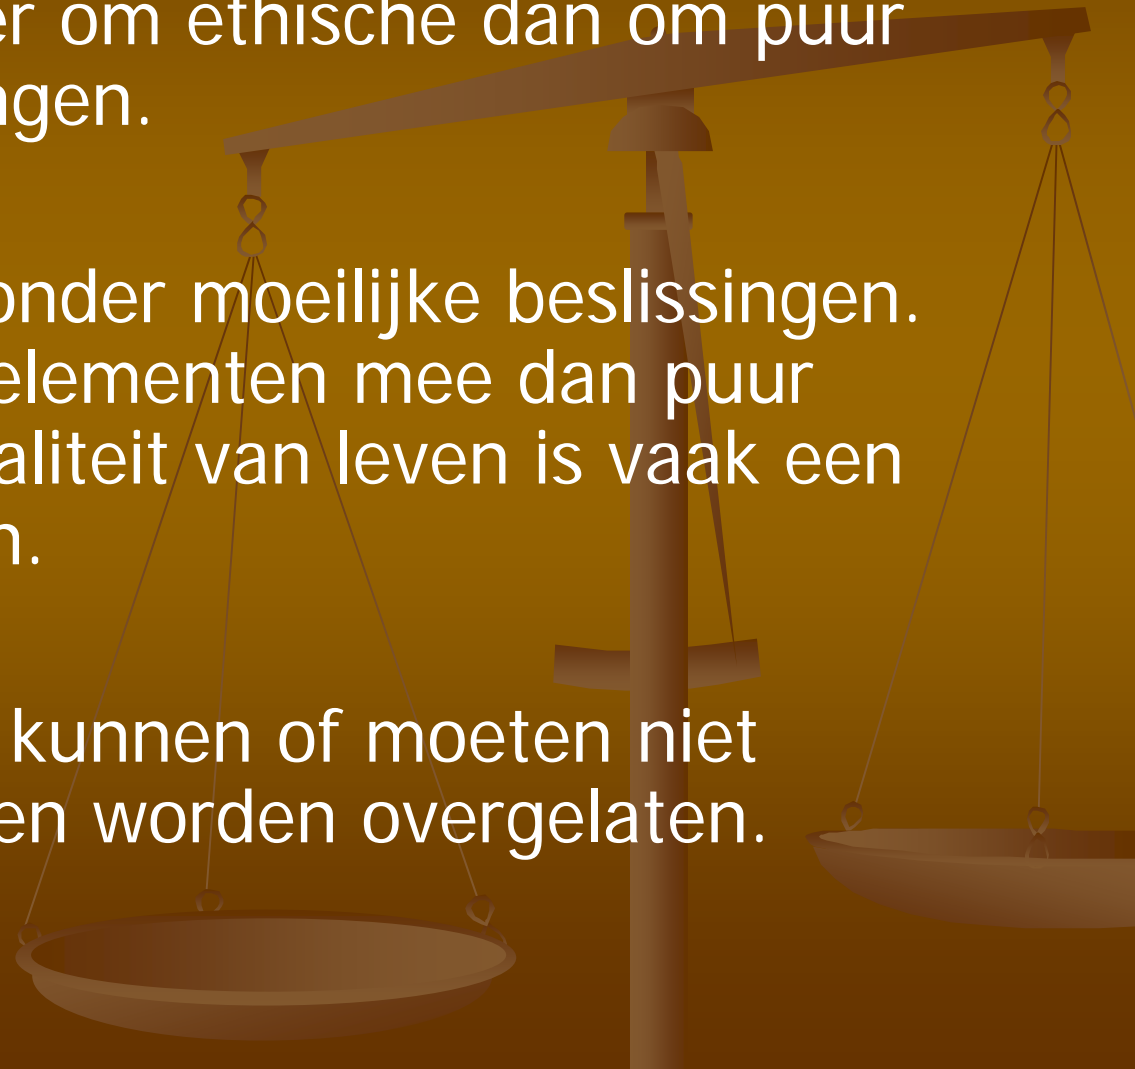 er om ethische dan om puur
ngen.
onder moeilijke beslissingen.
elementen mee dan puur
aliteit van leven is vaak een
n.
kunnen of moeten niet
en worden overgelaten.